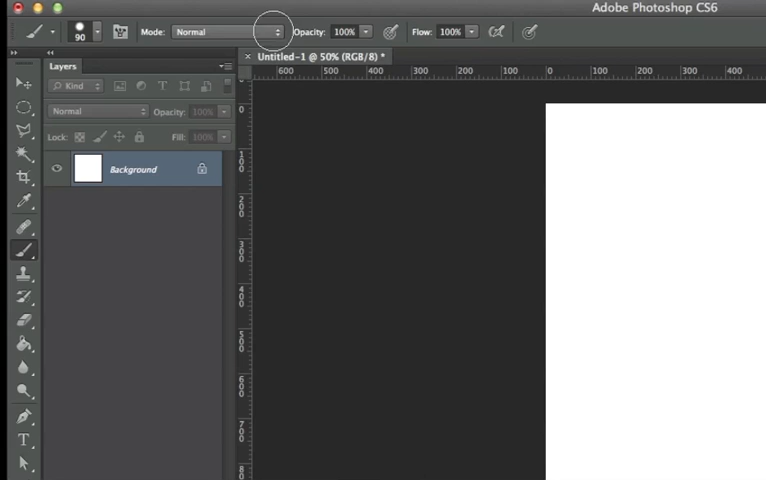 Adobe Photoshop CS6
90
Mode: Normal Opacity: 100% Flow: 100%
× Untitled-1 @ 50% (RGB/8) *
Layers
600 500 400 300 200 100 0 100 200 300 400
Kind
Normal Opacity: 100%
Lock: Fill: 100%
Background
T
0
100
200
300
400
500
600
700
80